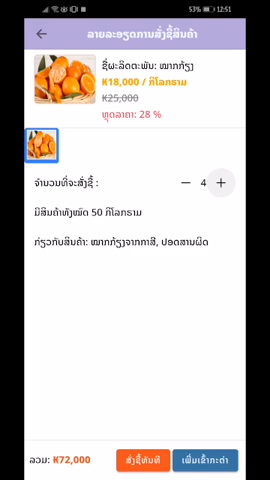 53% 12:51
ລາຍລະອຽດການສັ່ງຊື້ສິນຄ້າ
ຊື່ຜະລິດຕະພັນ: ໝາກກ້ຽງ
₭18,000 / ກິໂລກຣາມ
₭25,000
ຫຼຸດລາຄາ: 28 %
ຈຳນວນທີ່ຈະສັ່ງຊື້ :
4
ມີສິນຄ້າທັງໝົດ 50 ກິໂລກຣາມ
ກ່ຽວກັບສິນຄ້າ: ໝາກກ້ຽງຈາກກາສີ, ປອດສານຜິດ
ລວມ: ₭72,000
ສັ່ງຊື້ທັນທີ
ເພີ່ມເຂົ້າກະຕ່າ